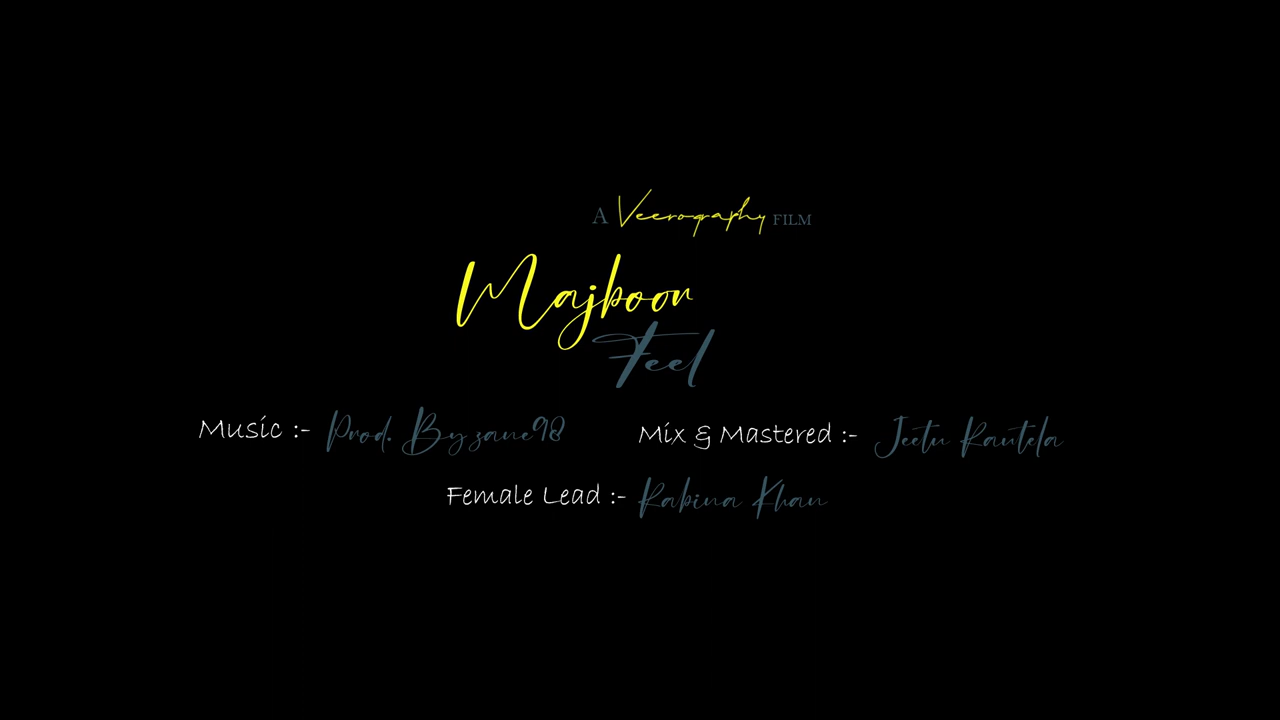 A Veerography FILM
Majboor
Feel
Music :- Prod. Byzane98
Mix & Mastered :- Jeetu Rautela
Female Lead :- Rabina Khan